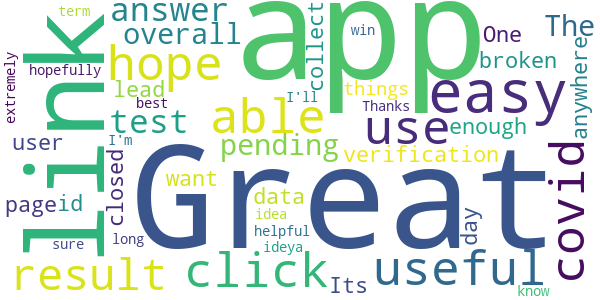 term
answer
app
win
The
overall
link
hope
collect
One
broken
hopefully
extremely
lead
I'll
things
easy
anywhere
best
Thanks
test
able
use
enough
user
I'm
pending
verification
covid
closed
Great
want
pageid
data
idea
day
sure
long
helpful
ideya
result
click
Its
useful
know